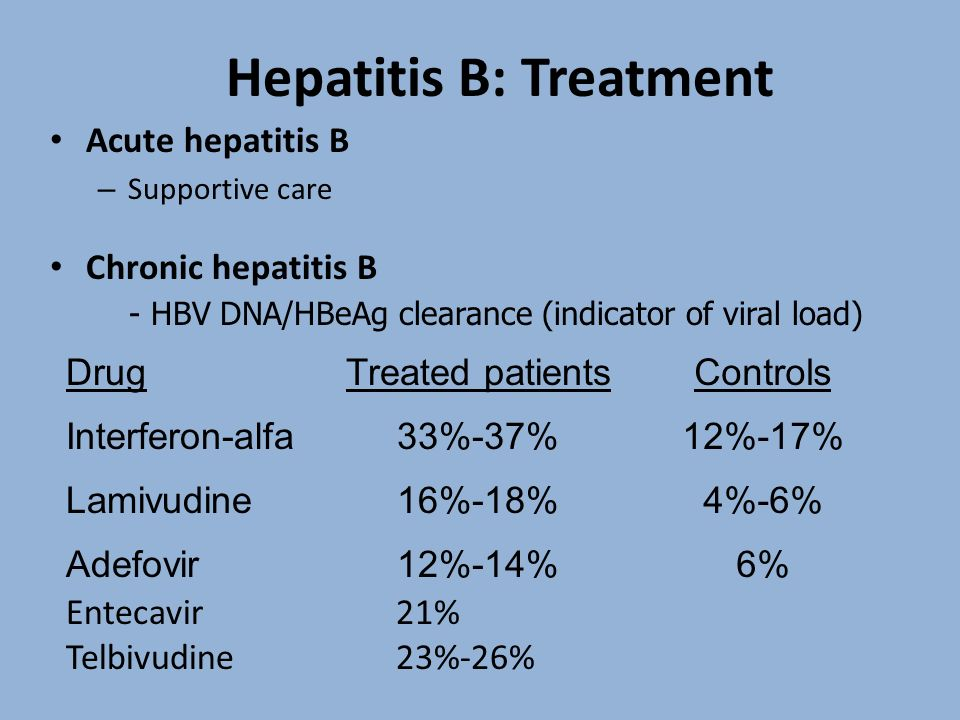 Hepatitis B: Treatment
• Acute hepatitis B
– Supportive care
• Chronic hepatitis B
- HBV DNA/HBeAg clearance (indicator of viral load)
Drug Treated patients Controls
Interferon-alfa 33%-37% 12%-17%
Lamivudine 16%-18% 4%-6%
Adefovir 12%-14% 6%
Entecavir 21%
Telbivudine 23%-26%